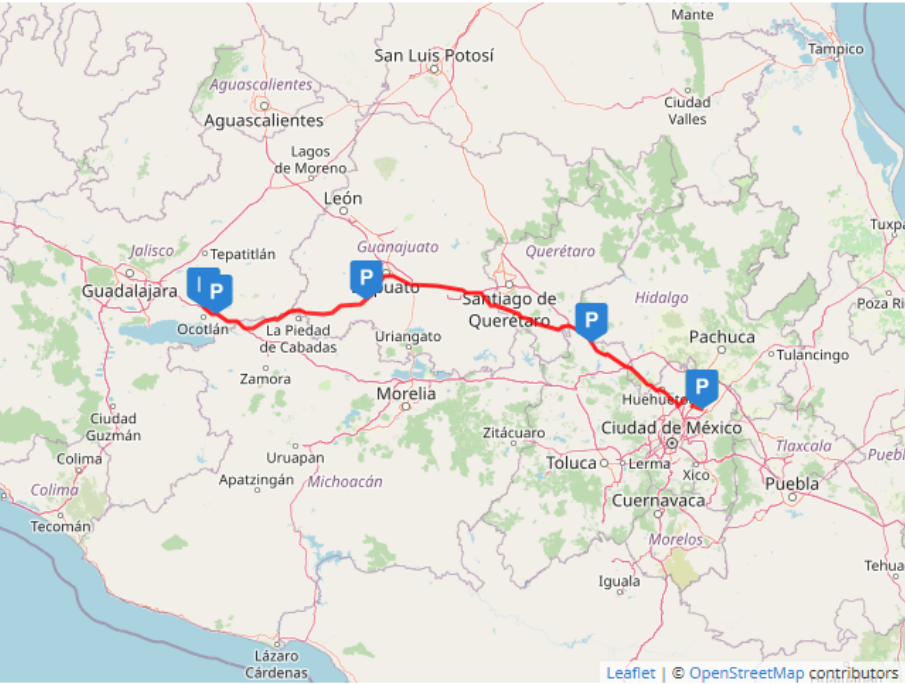 Mante
Tampico
San Luis Potosí
Aguascalientes
Ciudad
Valles
Aguascalientes
Lagos
de Moreno
León
Tuxpa
Jalisco
Tepatitlán
Guanajuato
Querétaro
Guadalajara
P
P
P
Santiago de
Querétaro
Hidalgo
Poza Ri
Ocotlán
La Piedad
de Cabadas
Uriangato
P
Pachuca
Tulancingo
Zamora
Morelia
P
Ciudad
Guzmán
Zitácuaro
Ciudad de México
Tlaxcala
Puebl
Colima
Uruapan
Toluca
Lerma
Xico
Apatzingán
Michoacán
Puebla
Colima
Cuernavaca
Tecomán
Morelos
Iguala
Tehua
Lázaro
Cárdenas
Leaflet | © OpenStreetMap contributors